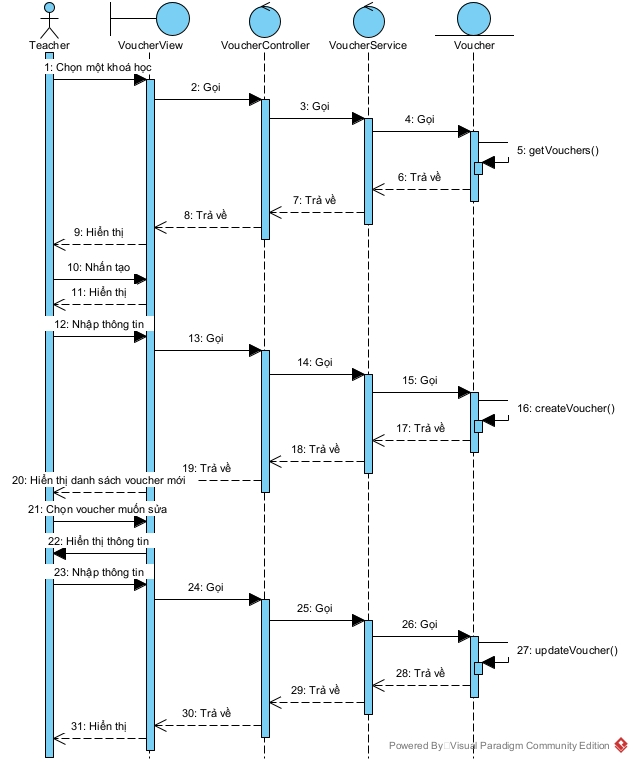 Teacher
VoucherView
VoucherController
VoucherService
Voucher
1: Chọn một khoá học
2: Gọi
3: Gọi
4: Gọi
5: getVouchers()
6: Trả về
7: Trả về
8: Trả về
9: Hiển thị
10: Nhấn tạo
11: Hiển thị
12: Nhập thông tin
13: Gọi
14: Gọi
15: Gọi
16: createVoucher()
17: Trả về
18: Trả về
19: Trả về
20: Hiển thị danh sách voucher mới
21: Chọn voucher muốn sửa
22: Hiển thị thông tin
23: Nhập thông tin
24: Gọi
25: Gọi
26: Gọi
27: updateVoucher()
28: Trả về
29: Trả về
30: Trả về
31: Hiển thị
Powered By Visual Paradigm Community Edition